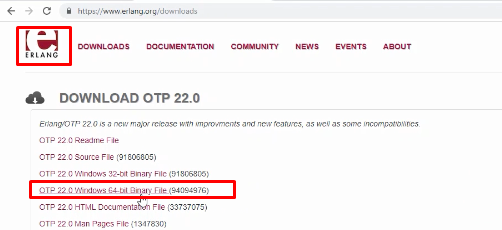 https://www.erlang.org/downloads
ERLANG
DOWNLOADS DOCUMENTATION COMMUNITY NEWS EVENTS ABOUT
DOWNLOAD OTP 22.0
Erlang/OTP 22.0 is a new major release with improvments and new features, as well as some incompatibilities.
OTP 22.0 Readme File
OTP 22.0 Source File (91806805)
OTP 22.0 Windows 32-bit Binary File (91806805)
OTP 22.0 Windows 64-bit Binary File (94094976)
OTP 22.0 HTML Documentation File (33737075)
OTP 22.0 Man Pages File (1347830)